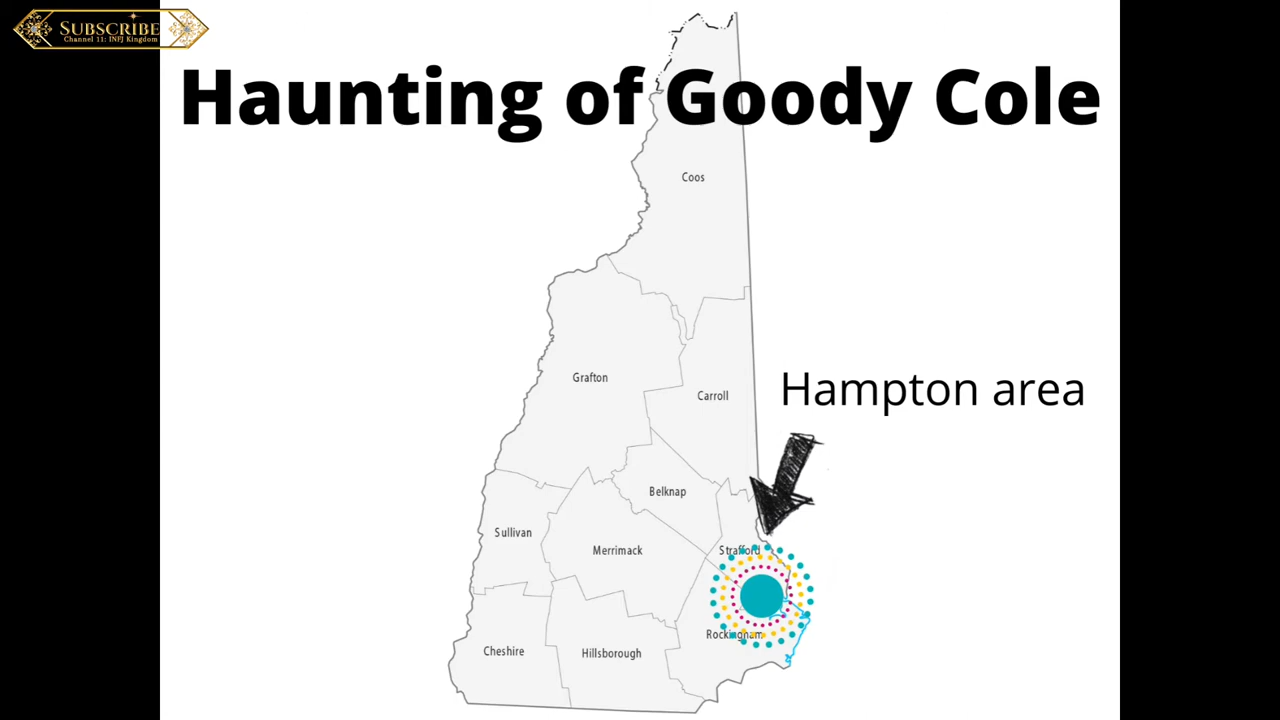 SUBSCRIBE
Channel 11: INFJ Kingdom
Haunting of Goody Cole
Coos
Grafton
Carroll
Hampton area
Belknap
Sullivan
Merrimack
Strafford
Rockingham
Cheshire
Hillsborough